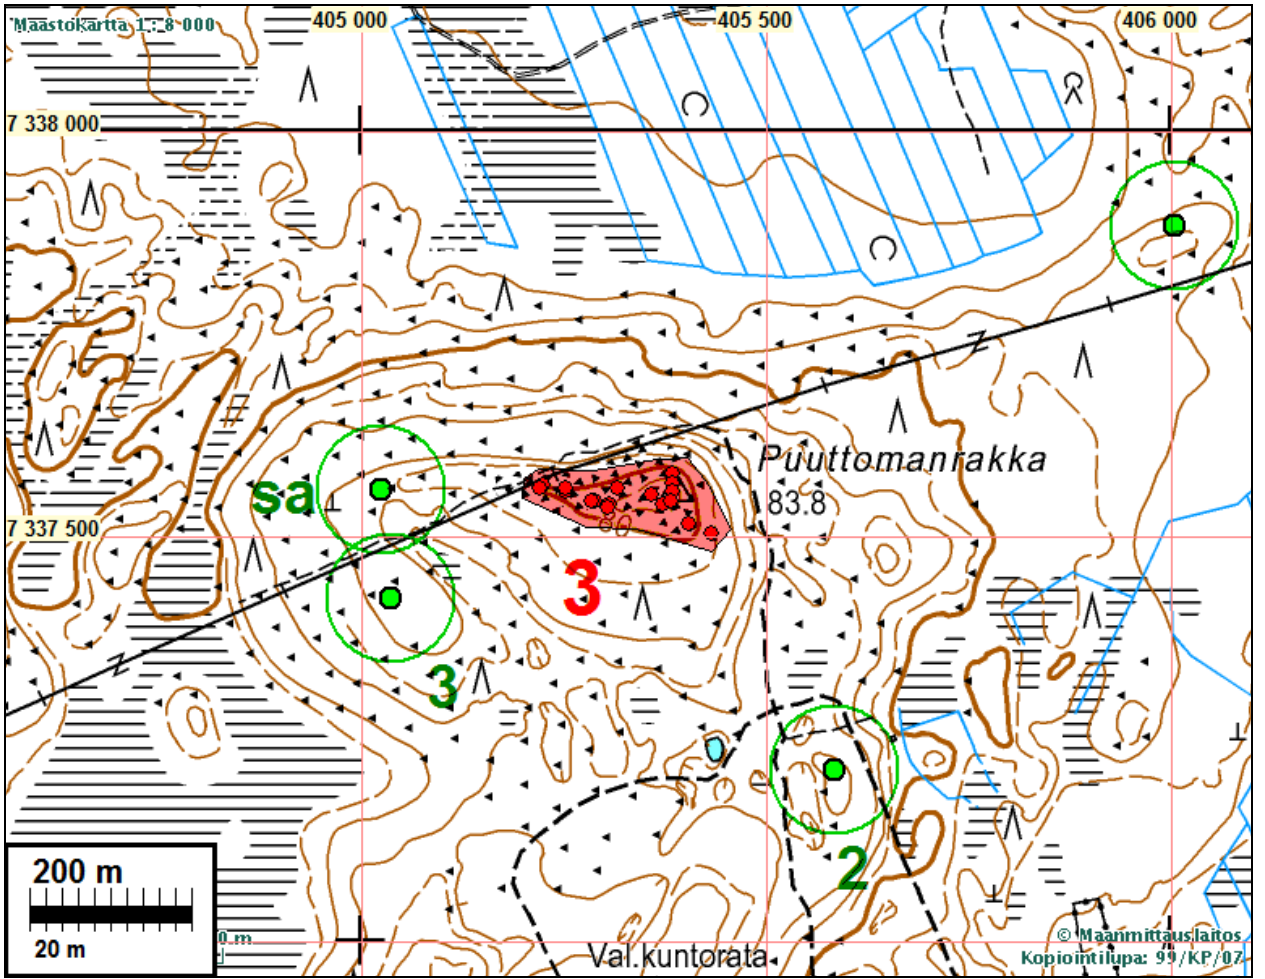 Maastokartta 1 : 8 000
405 000
405 500
406 000
7 338 000
Puuttomanrakka
83.8
sa
7 337 500
3
3
2
200 m
20 m
0 m
Val.kuntorata
© Maanmittauslaitos
Kopiointilupa: 99/KP/07